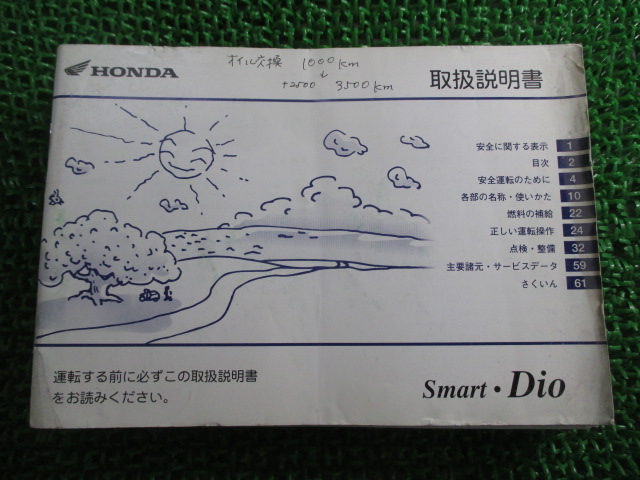 HONDA
オイル交換 1000km
↓
+2500 3500km
取扱説明書
安全に関する表示 1
目次 2
安全運転のために 4
各部の名称・使いかた 10
燃料の補給 22
正しい運転操作 24
点検・整備 32
主要諸元・サービスデータ 59
さくいん 61
運転する前に必ずこの取扱説明書
をお読みください。
Smart・Dio